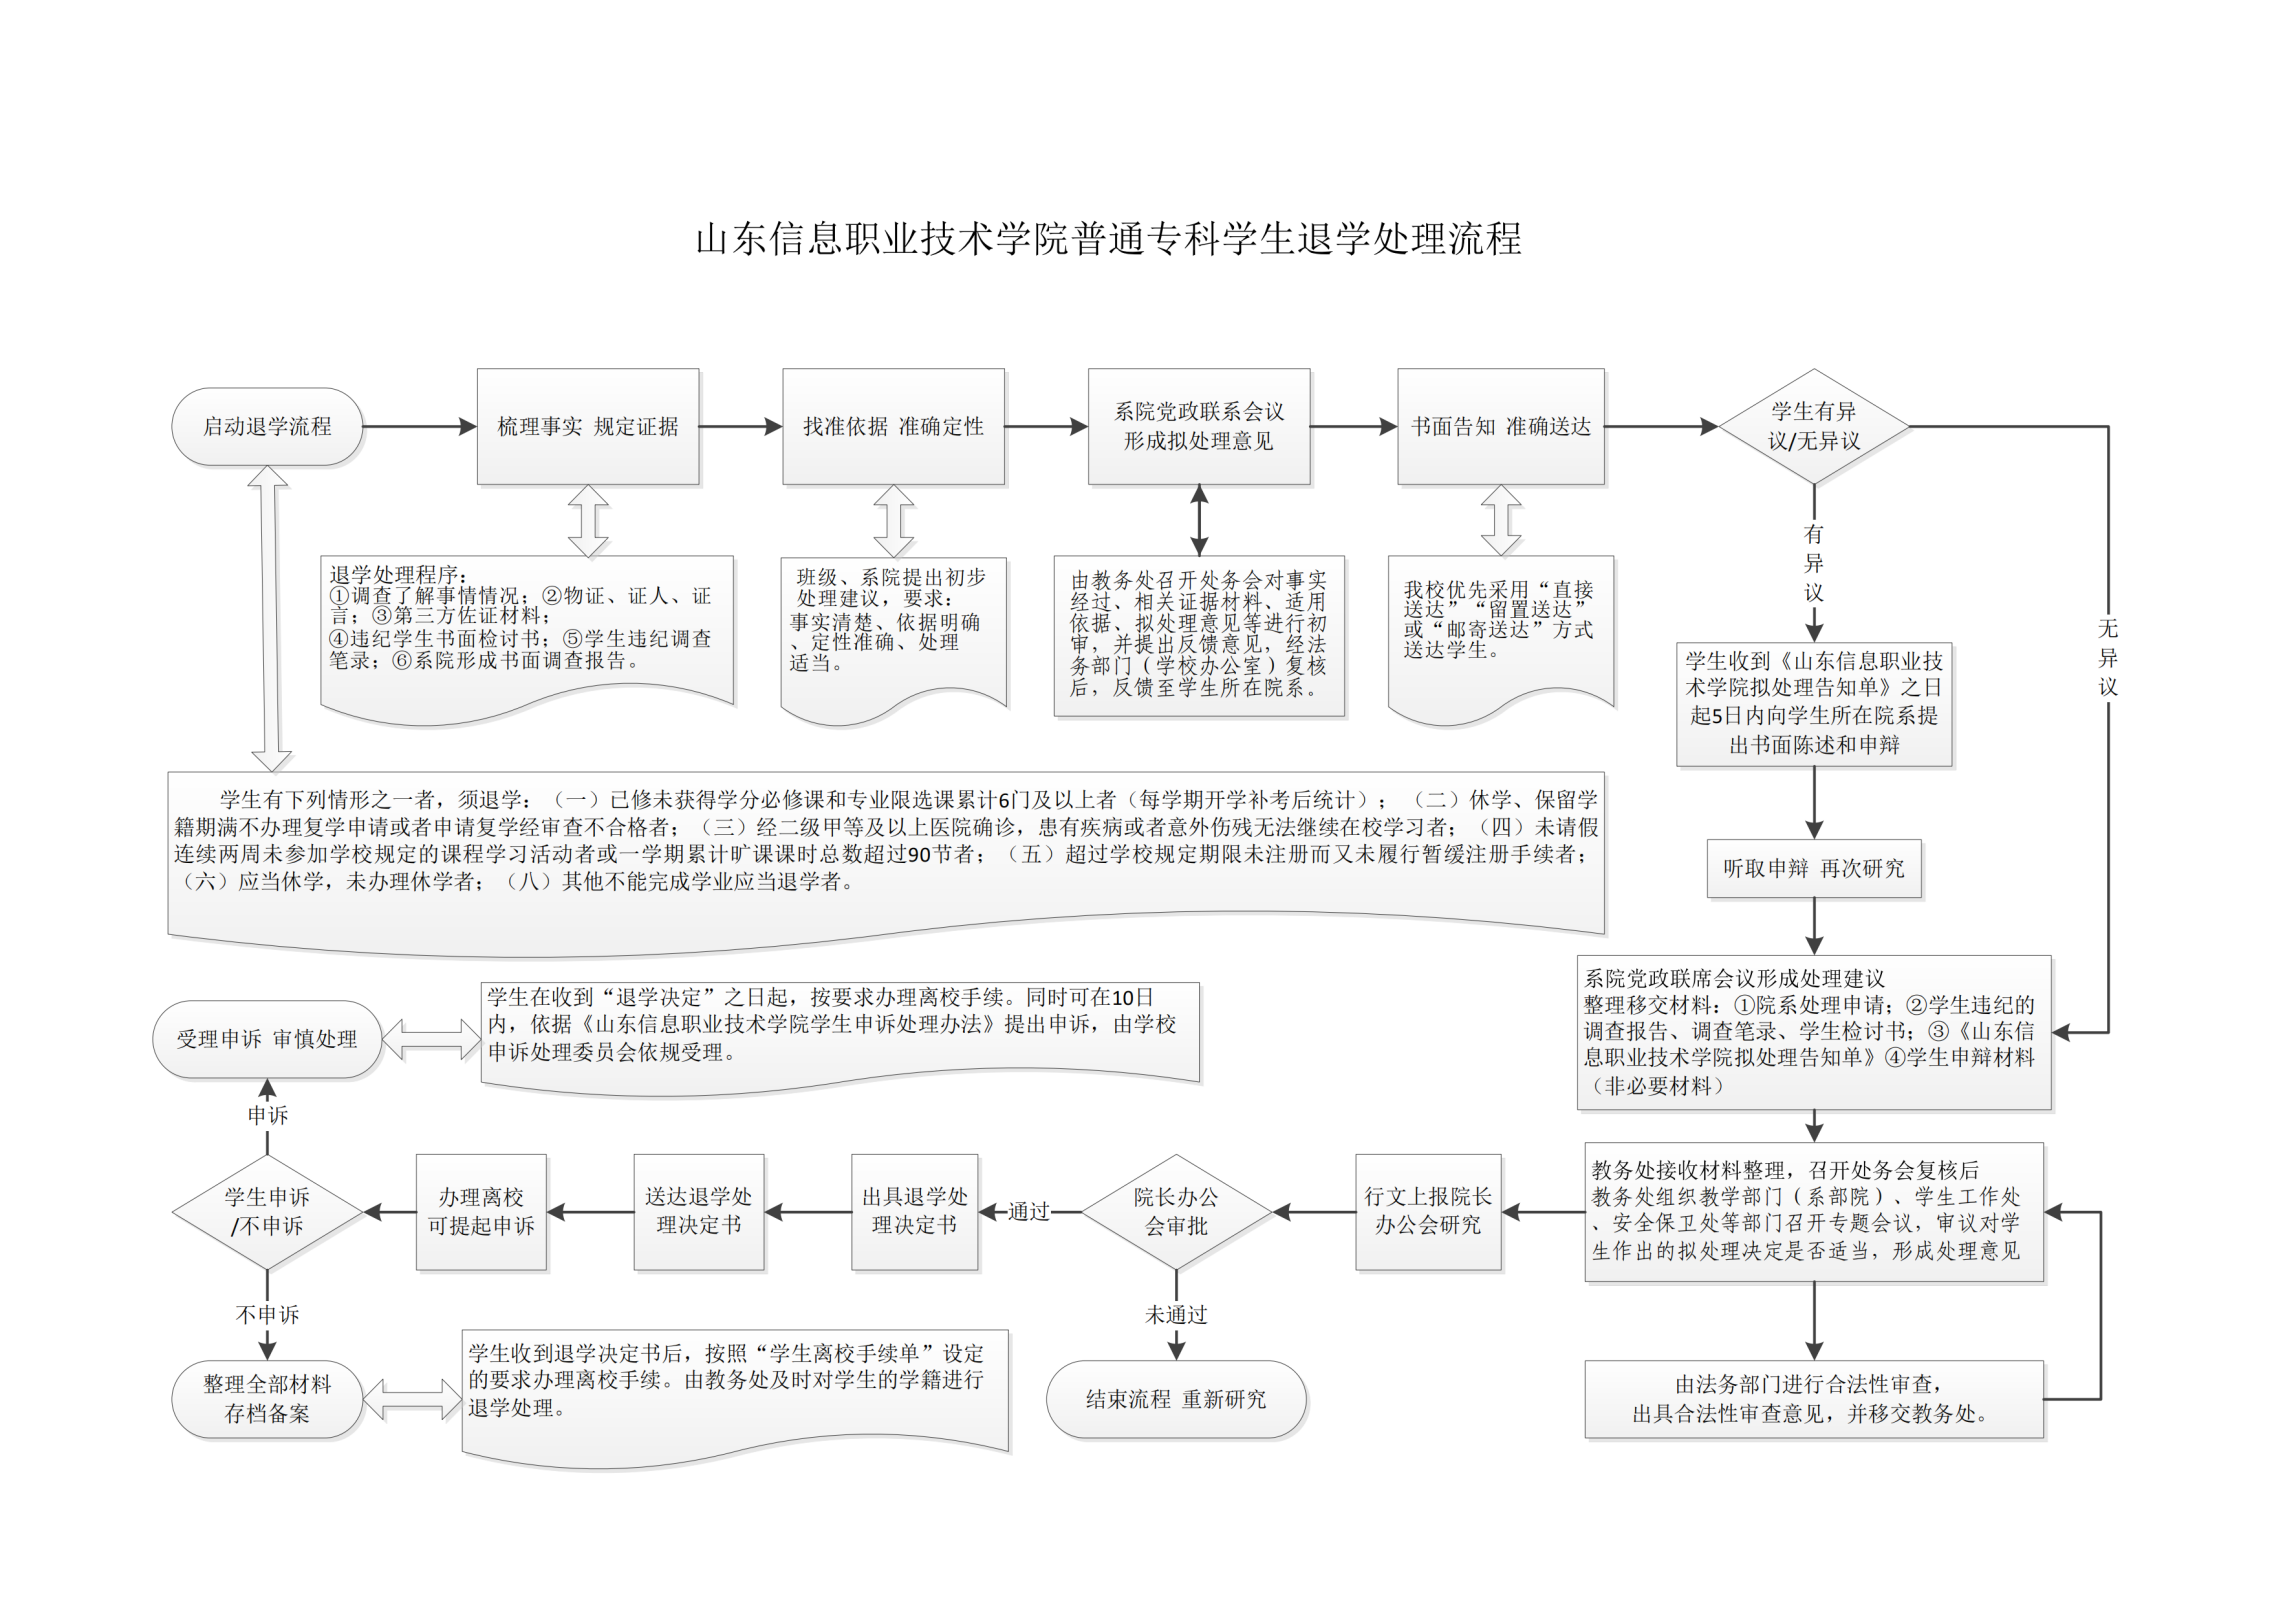 山东信息职业技术学院普通专科学生退学处理流程
启动退学流程
梳理事实 规定证据
找准依据 准确定性
系院党政联系会议
形成拟处理意见
书面告知 准确送达
学生有异
议/无异议
退学处理程序:
①调查了解事情情况；②物证、证人、证
言；③第三方佐证材料；
④违纪学生书面检讨书；⑤学生违纪调查
笔录；⑥系院形成书面调查报告。
班级、系院提出初步
处理建议，要求：
事实清楚、依据明确
、定性准确、处理
适当。
由教务处召开处务会对事实
经过、相关证据材料、适用
依据、拟处理意见等进行初
审，并提出反馈意见，经法
务部门（学校办公室）复核
后，反馈至学生所在院系。
我校优先采用“直接
送达”“留置送达”
或“邮寄送达”方式
送达学生。
有
异
议
无
异
议
学生收到《山东信息职业技
术学院拟处理告知单》之日
起5日内向学生所在院系提
出书面陈述和申辩
听取申辩 再次研究
学生有下列情形之一者，须退学：（一）已修未获得学分必修课和专业限选课累计6门及以上者（每学期开学补考后统计）；（二）休学、保留学
籍期满不办理复学申请或者申请复学经审查不合格者；（三）经二级甲等及以上医院确诊，患有疾病或者意外伤残无法继续在校学习者；（四）未请假
连续两周未参加学校规定的课程学习活动者或一学期累计旷课课时总数超过90节者；（五）超过学校规定期限未注册而又未履行暂缓注册手续者；
（六）应当休学，未办理休学者；（八）其他不能完成学业应当退学者。
系院党政联席会议形成处理建议
整理移交材料：①院系处理申请；②学生违纪的
调查报告、调查笔录、学生检讨书；③《山东信
息职业技术学院拟处理告知单》④学生申辩材料
（非必要材料）
受理申诉 审慎处理
学生在收到“退学决定”之日起，按要求办理离校手续。同时可在10日
内，依据《山东信息职业技术学院学生申诉处理办法》提出申诉，由学校
申诉处理委员会依规受理。
申诉
学生申诉
/不申诉
办理离校
可提起申诉
送达退学处
理决定书
出具退学处
理决定书
通过
院长办公
会审批
行文上报院长
办公会研究
教务处接收材料整理，召开处务会复核后
教务处组织教学部门（系部院）、学生工作处
、安全保卫处等部门召开专题会议，审议对学
生作出的拟处理决定是否适当，形成处理意见
不申诉
未通过
整理全部材料
存档备案
学生收到退学决定书后，按照“学生离校手续单”设定
的要求办理离校手续。由教务处及时对学生的学籍进行
退学处理。
结束流程 重新研究
由法务部门进行合法性审查，
出具合法性审查意见，并移交教务处。